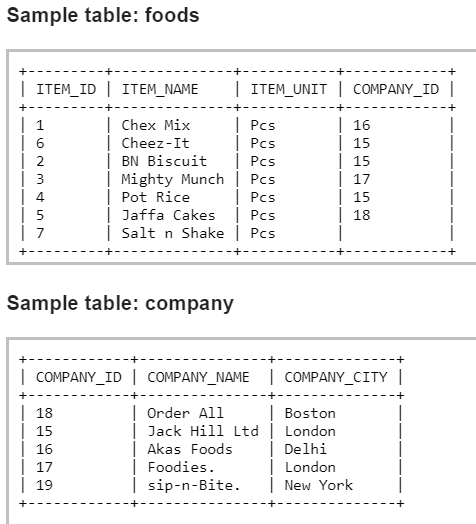 Sample table: foods
+---------+--------------+-----------+------------+
| ITEM_ID | ITEM_NAME | ITEM_UNIT | COMPANY_ID |
+---------+--------------+-----------+------------+
| 1 | Chex Mix | Pcs | 16 |
| 6 | Cheez-It | Pcs | 15 |
| 2 | BN Biscuit | Pcs | 15 |
| 3 | Mighty Munch | Pcs | 17 |
| 4 | Pot Rice | Pcs | 15 |
| 5 | Jaffa Cakes | Pcs | 18 |
| 7 | Salt n Shake | Pcs | |
+---------+--------------+-----------+------------+
Sample table: company
+------------+---------------+--------------+
| COMPANY_ID | COMPANY_NAME | COMPANY_CITY |
+------------+---------------+--------------+
| 18 | Order All | Boston |
| 15 | Jack Hill Ltd | London |
| 16 | Akas Foods | Delhi |
| 17 | Foodies. | London |
| 19 | sip-n-Bite. | New York |
+------------+---------------+--------------+